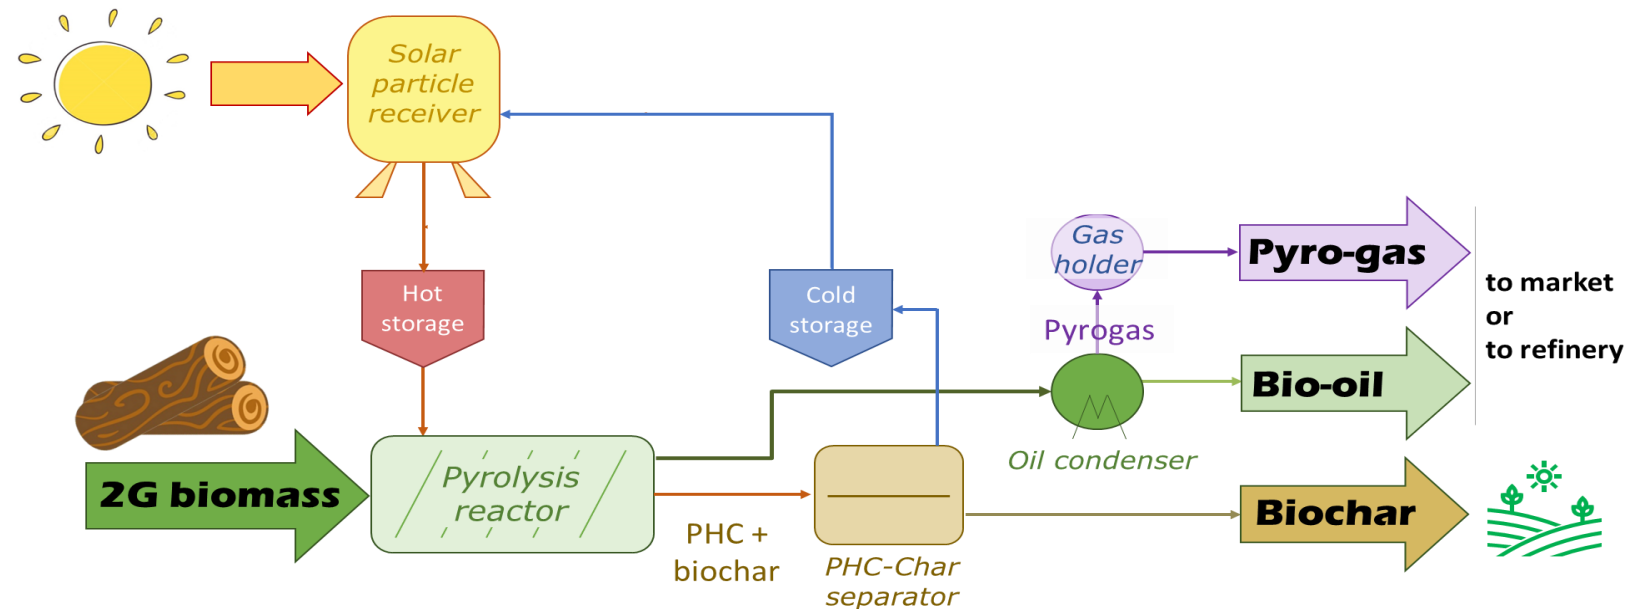 Solar
particle
receiver
Hot
storage
Cold
storage
Gas
holder
Pyro-gas
Pyrogas
to market
or
to refinery
Bio-oil
Oil condenser
2G biomass
Pyrolysis
reactor
PHC +
biochar
PHC-Char
separator
Biochar